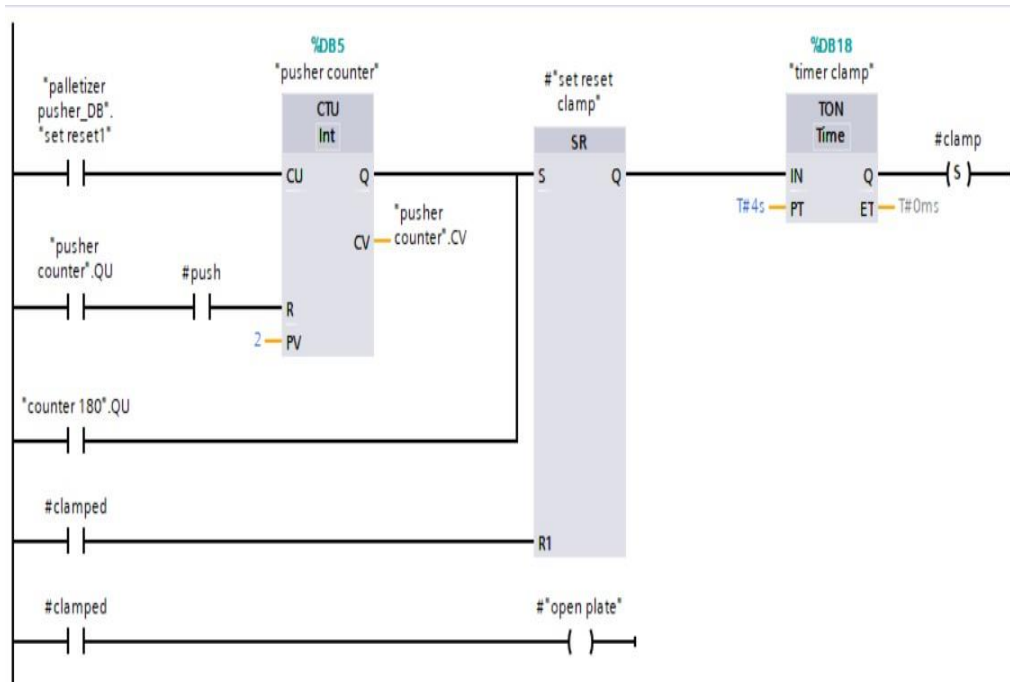 %DB5
"pusher counter"
CTU
Int
"palletizer
pusher_DB".
"set reset1"
CU
Q
CV
"pusher
counter".CV
"pusher
counter".QU
#push
R
2
PV
"counter 180".QU
#clamped
#"set reset
clamp"
SR
S
Q
R1
%DB18
"timer clamp"
TON
Time
IN
Q
T#4s
PT
ET
T#0ms
#clamp
S
#clamped
#"open plate"